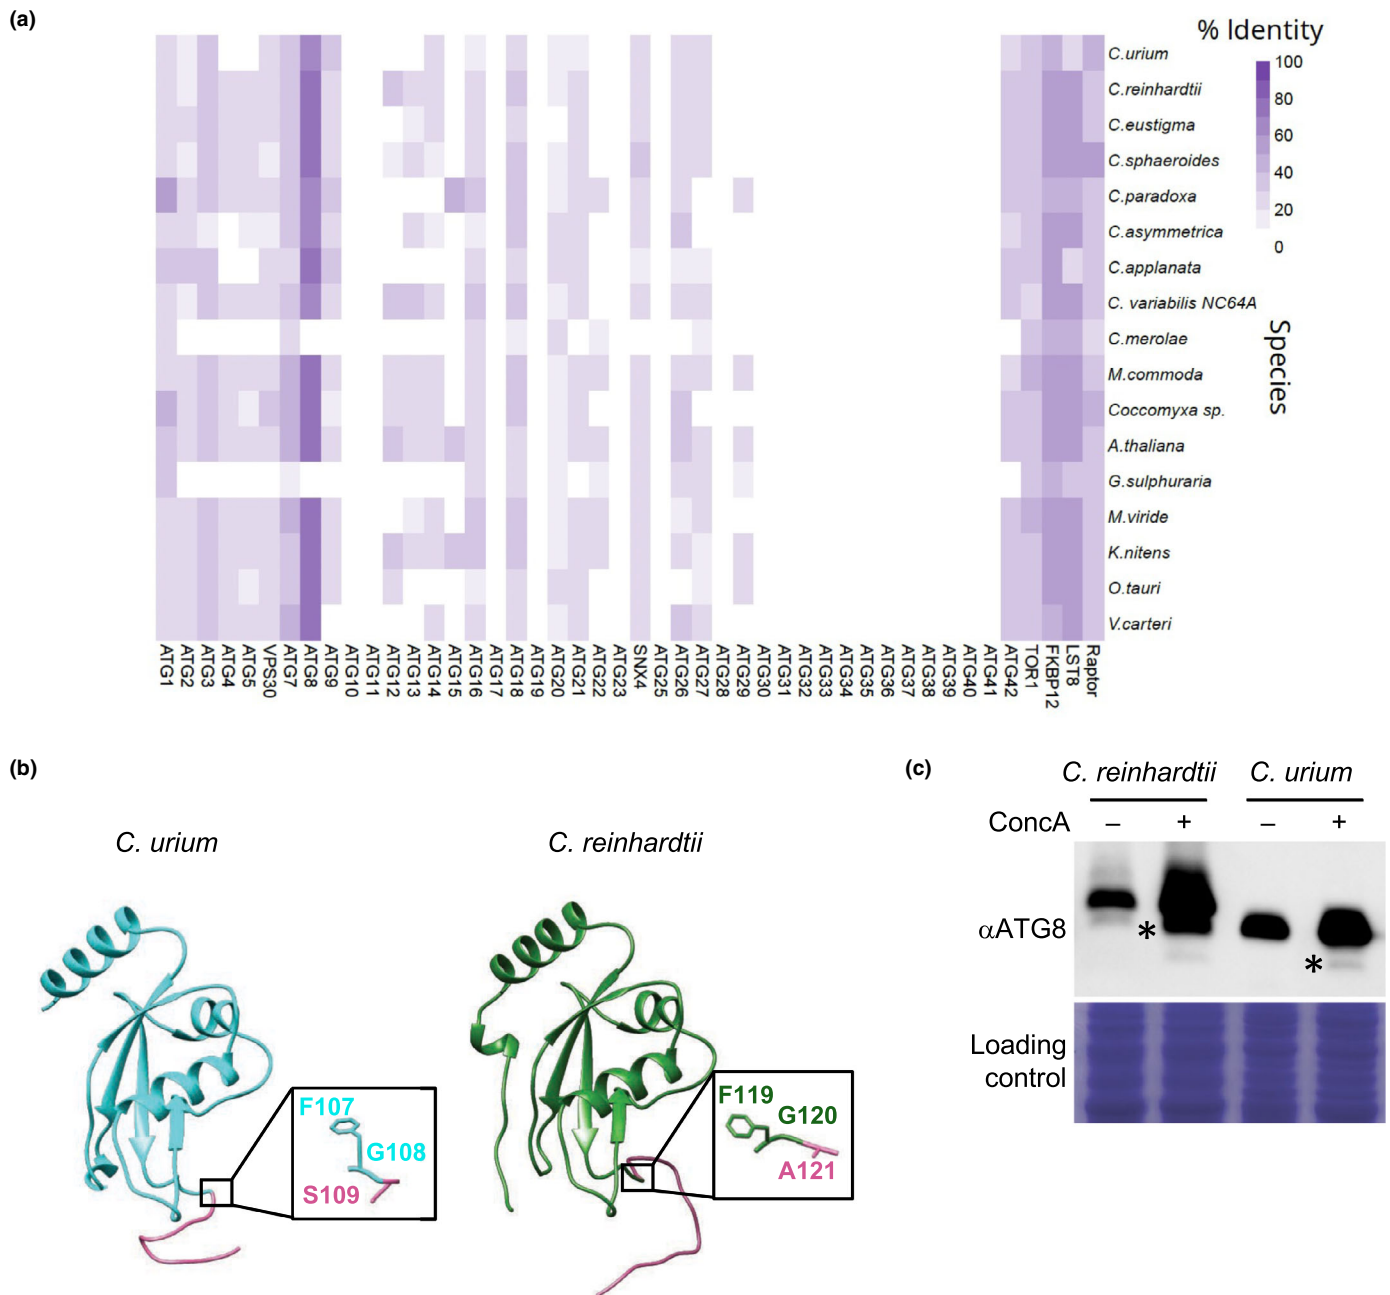 (a)
% Identity
100
80
60
40
20
0
C.urium
C.reinhardtii
C.eustigma
C.sphaeroides
C.paradoxa
C.asymmetrica
C.applanata
C. variabilis NC64A
C.merolae
M.commoda
Coccomyxa sp.
A.thaliana
G.sulphuraria
M.viride
K.nitens
O.tauri
V.carteri
Species
ATG1
ATG2
ATG3
ATG4
ATG5
VPS30
ATG7
ATG8
ATG9
ATG10
ATG11
ATG12
ATG13
ATG14
ATG15
ATG16
ATG17
ATG18
ATG19
ATG20
ATG21
ATG22
ATG23
SNX4
ATG25
ATG26
ATG27
ATG28
ATG29
ATG30
ATG31
ATG32
ATG33
ATG34
ATG35
ATG36
ATG37
ATG38
ATG39
ATG40
ATG41
ATG42
TOR1
FKBP12
LST8
Raptor
(b)
C. urium
C. reinhardtii
F107
G108
S109
F119
G120
A121
(c)
C. reinhardtii C. urium
ConcA – + – +
αATG8
*
*
Loading
control